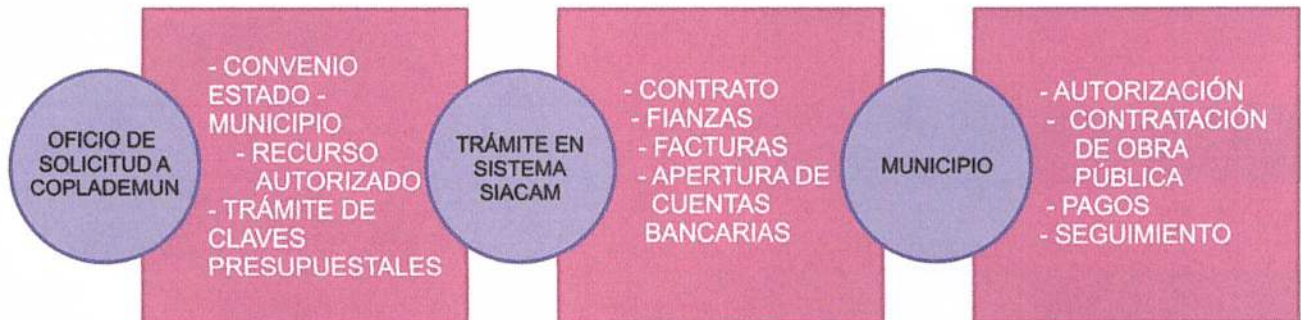 OFICIO DE
SOLICITUD A
COPLADEMUN
- CONVENIO
ESTADO -
MUNICIPIO
- RECURSO
AUTORIZADO
- TRÁMITE DE
CLAVES
PRESUPUESTALES
TRÁMITE EN
SISTEMA
SIACAM
- CONTRATO
- FIANZAS
- FACTURAS
- APERTURA DE
CUENTAS
BANCARIAS
MUNICIPIO
- AUTORIZACIÓN
- CONTRATACIÓN
DE OBRA
PÚBLICA
- PAGOS
- SEGUIMIENTO